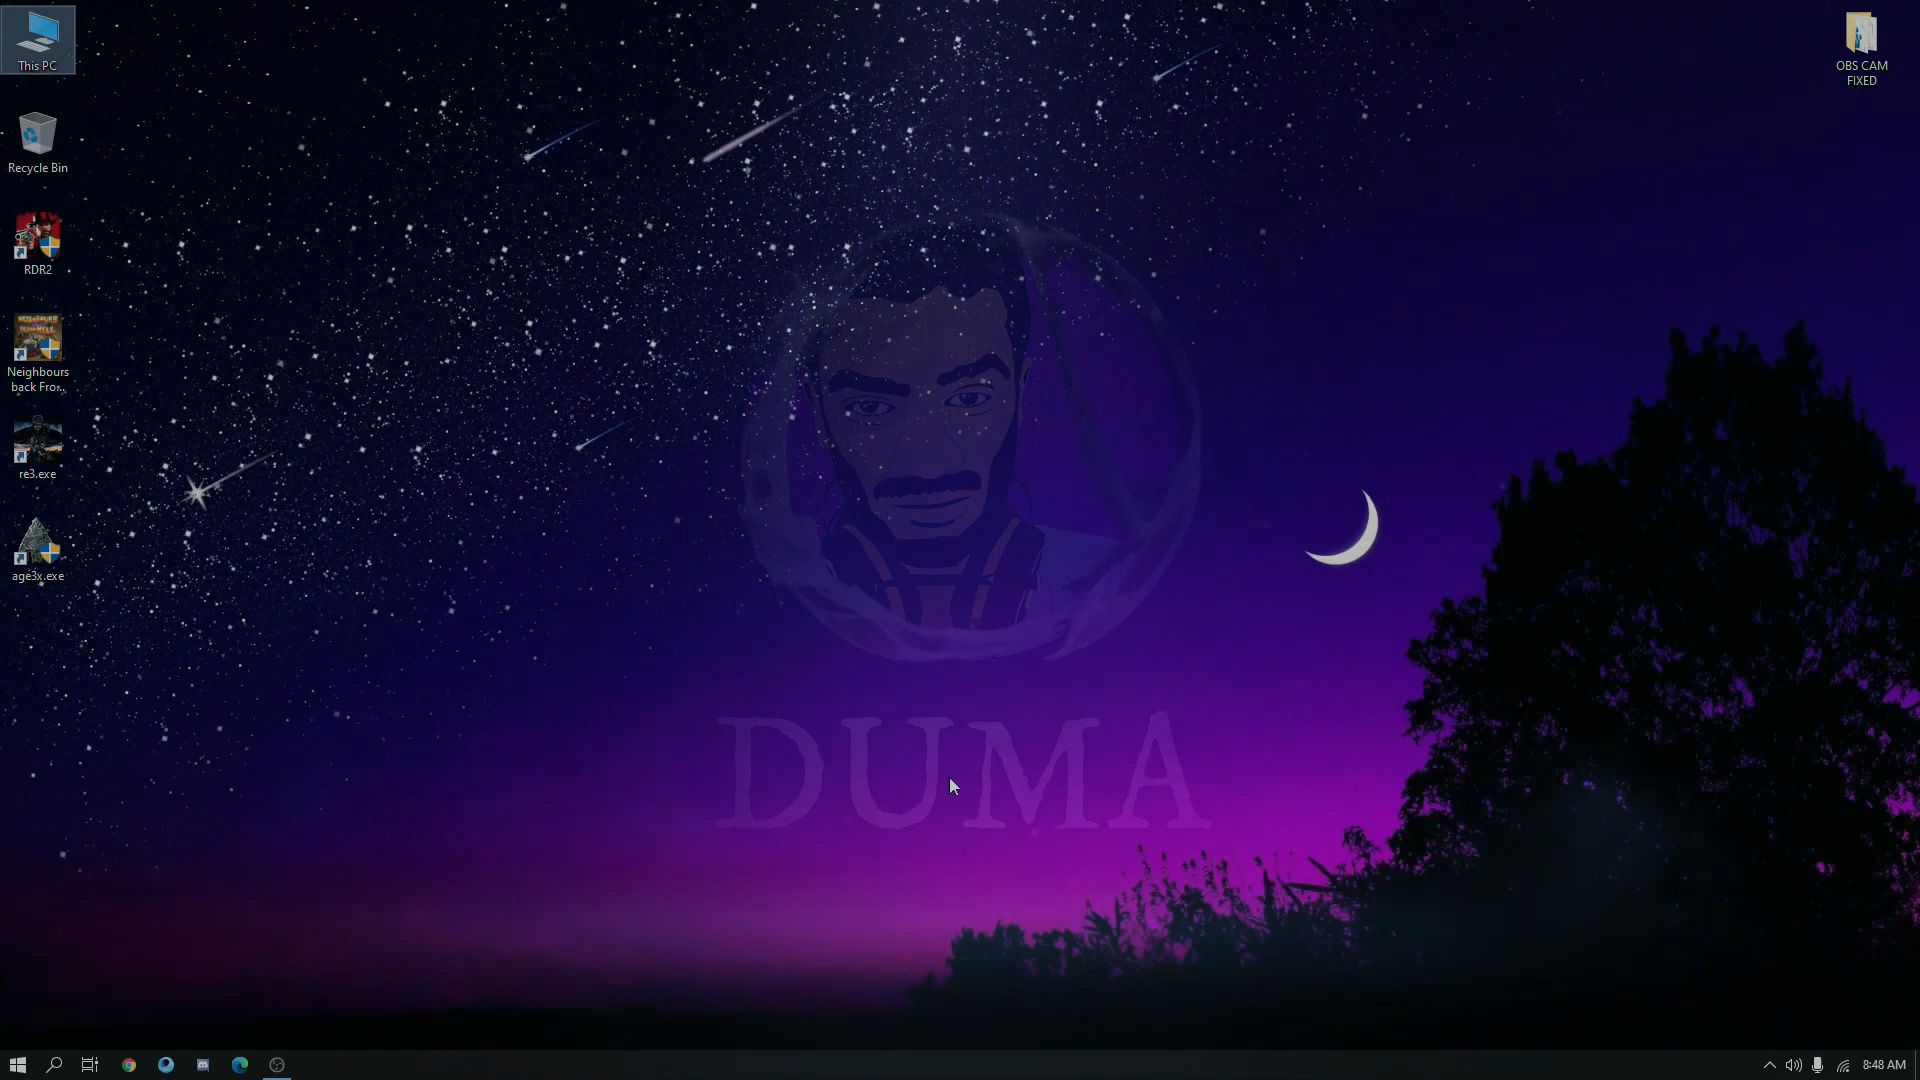 This PC
OBS CAM
FIXED
Recycle Bin
RDR2
Neighbours
back Fro...
re3.exe
age3x.exe
DUMA
8:48 AM